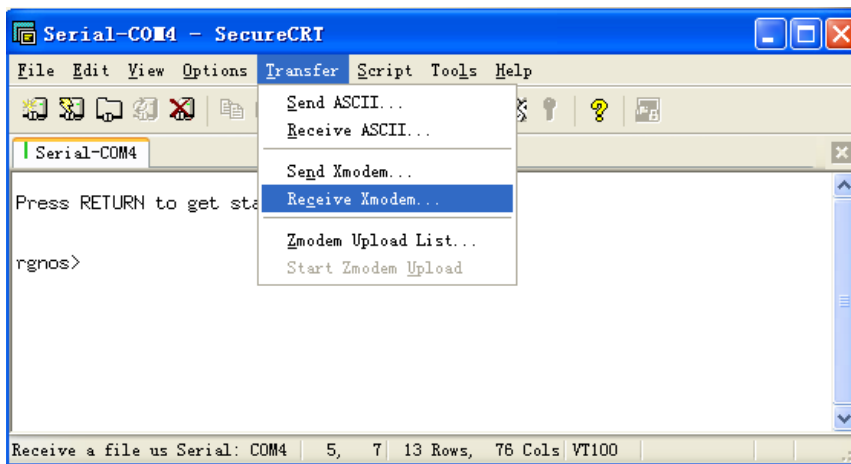 Serial-COM4 - SecureCRT
File Edit View Options Transfer Script Tools Help
Send ASCII...
Receive ASCII...
Serial-COM4
Send Xmodem...
Receive Xmodem...
Press RETURN to get
Zmodem Upload List...
rgnos>
Start Zmodem Upload
Receive a file us Serial: COM4 5, 7 13 Rows, 76 Cols VT100